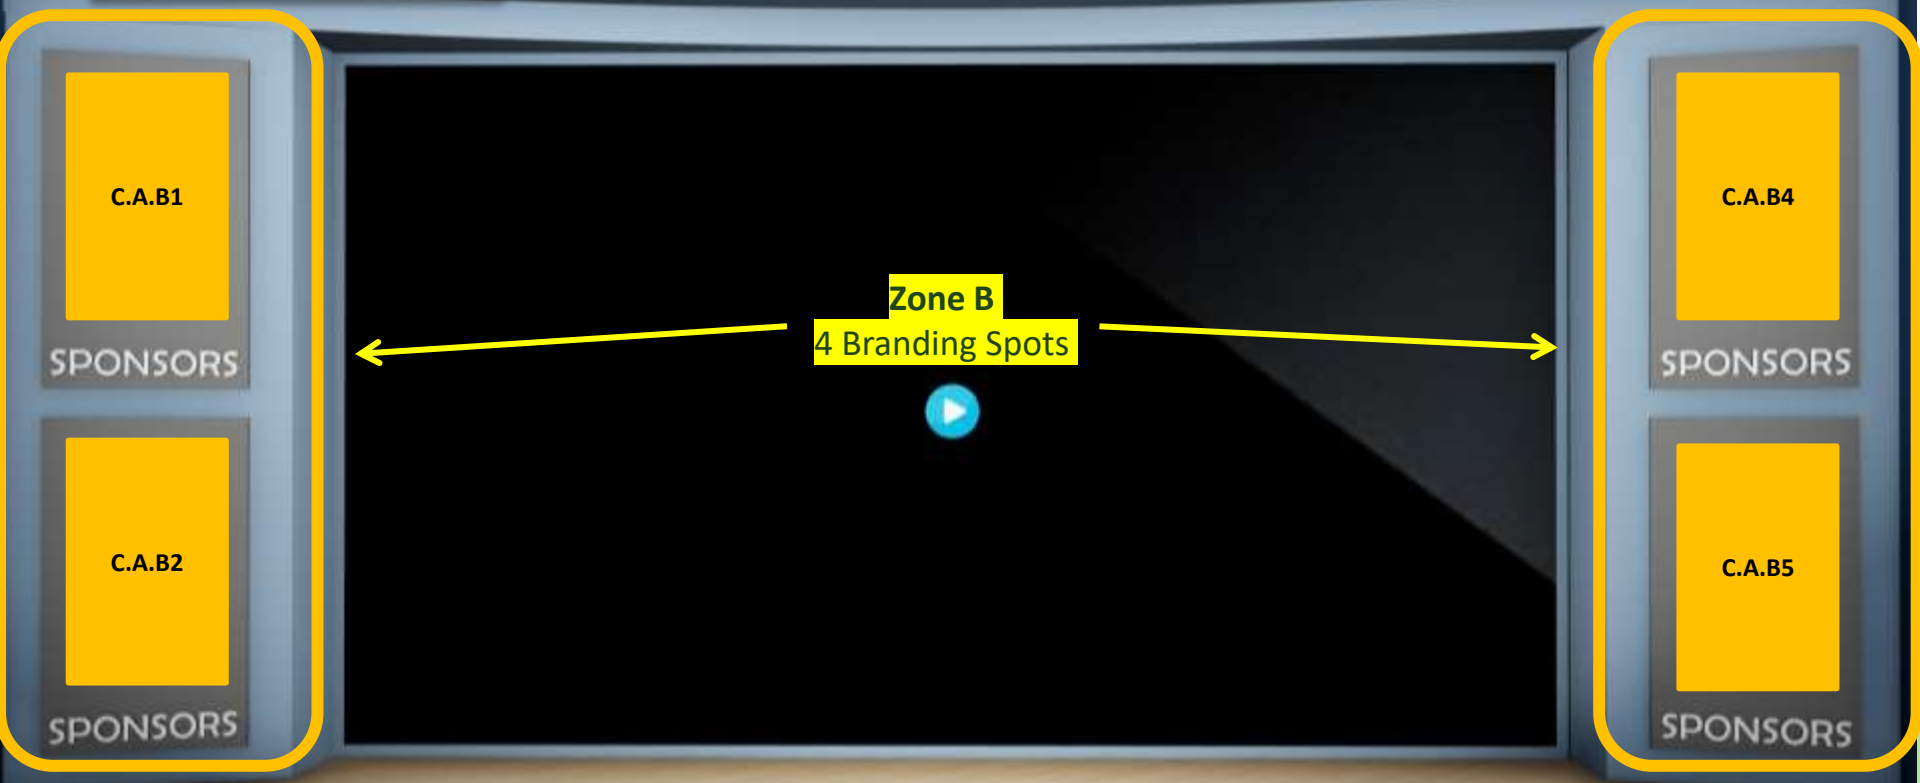 C.A.B1
SPONSORS
C.A.B2
SPONSORS
Zone B
4 Branding Spots
C.A.B4
SPONSORS
C.A.B5
SPONSORS